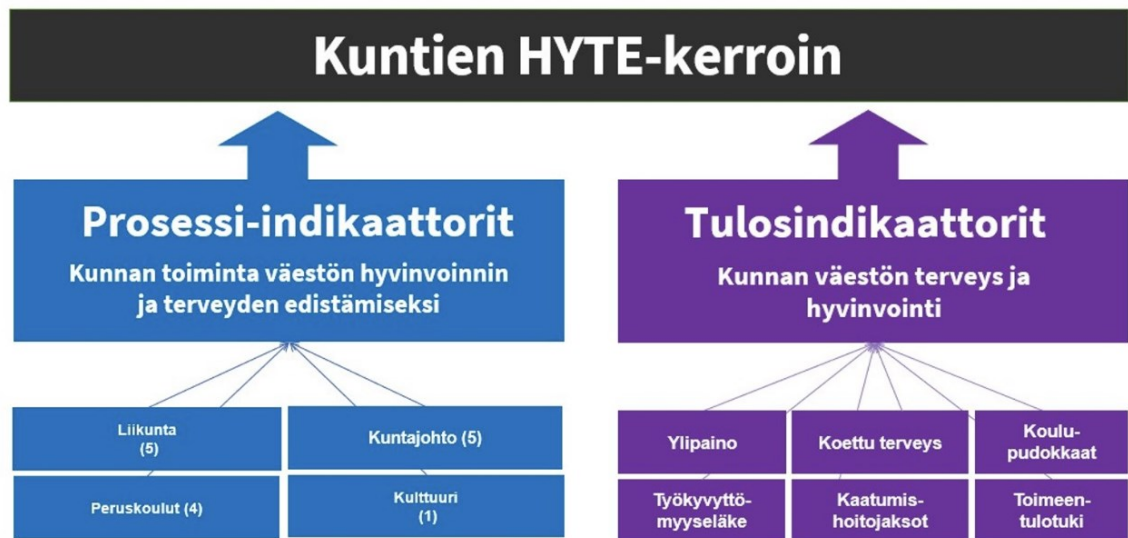 Kuntien HYTE-kerroin
Prosessi-indikaattorit
Kunnan toiminta väestön hyvinvoinnin
ja terveyden edistämiseksi
Liikunta
(5)
Kuntajohto (5)
Peruskoulut (4)
Kulttuuri
(1)
Tulosindikaattorit
Kunnan väestön terveys ja
hyvinvointi
Ylipaino
Koettu terveys
Koulu-
pudokkaat
Työkyvyttö-
myyseläke
Kaatumis-
hoitojaksot
Toimeen-
tulotuki